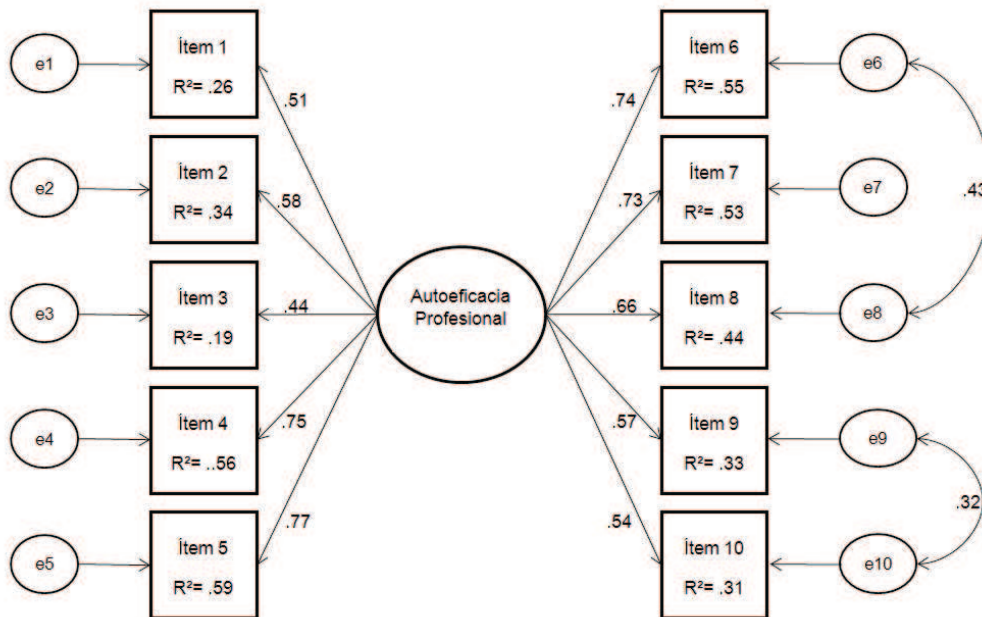 e1
Ítem 1
R²= .26
.51
e2
Ítem 2
R²= .34
.58
e3
Ítem 3
R²= .19
.44
e4
Ítem 4
R²= ..56
.75
e5
Ítem 5
R²= .59
.77
Autoeficacia
Profesional
.74
Ítem 6
R²= .55
e6
.73
Ítem 7
R²= .53
e7
.43
.66
Ítem 8
R²= .44
e8
.57
Ítem 9
R²= .33
e9
.32
.54
Ítem 10
R²= .31
e10